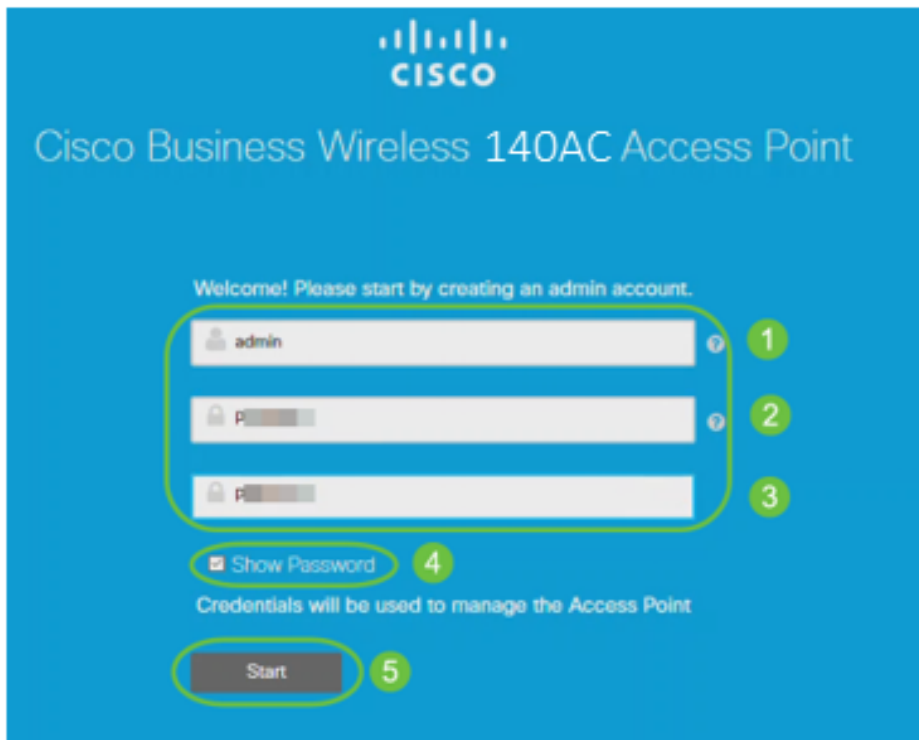 CISCO
Cisco Business Wireless 140AC Access Point
Welcome! Please start by creating an admin account.
admin
1
2
3
Show Password
4
Credentials will be used to manage the Access Point
Start
5